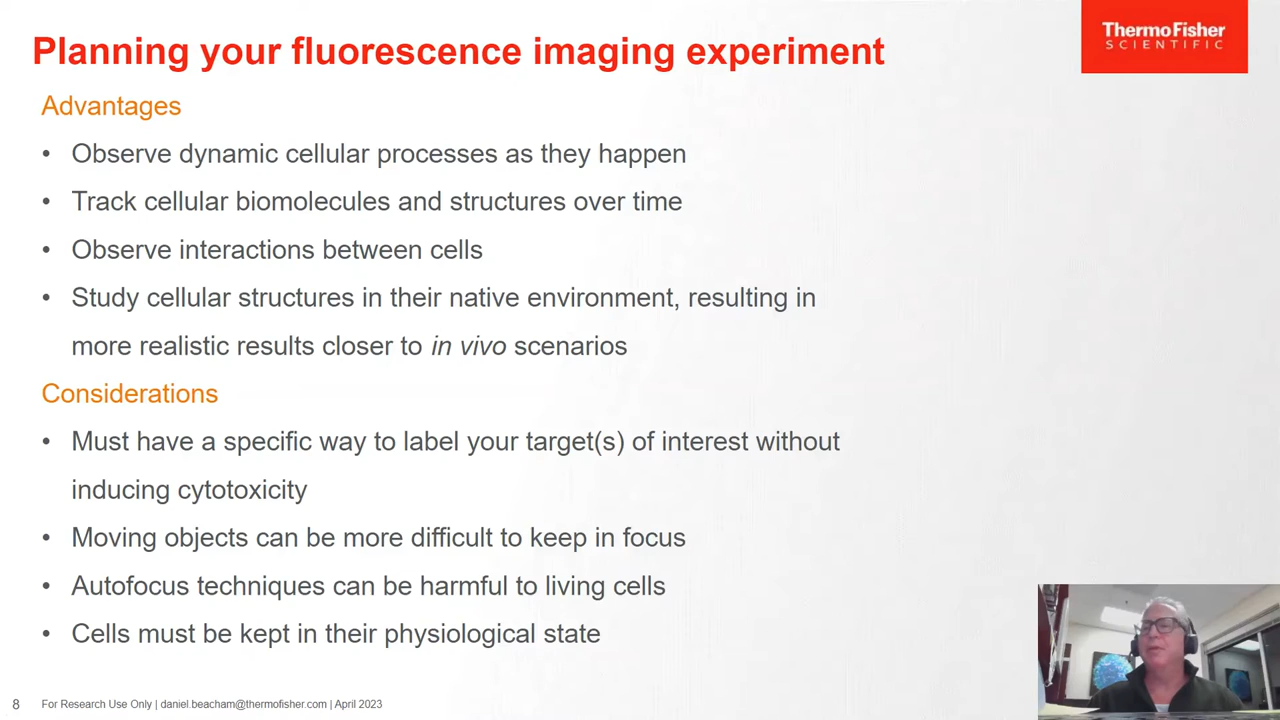 Planning your fluorescence imaging experiment
ThermoFisher
SCIENTIFIC
Advantages
• Observe dynamic cellular processes as they happen
• Track cellular biomolecules and structures over time
• Observe interactions between cells
• Study cellular structures in their native environment, resulting in
more realistic results closer to in vivo scenarios
Considerations
• Must have a specific way to label your target(s) of interest without
inducing cytotoxicity
• Moving objects can be more difficult to keep in focus
• Autofocus techniques can be harmful to living cells
• Cells must be kept in their physiological state
8 For Research Use Only | daniel.beacham@thermofisher.com | April 2023